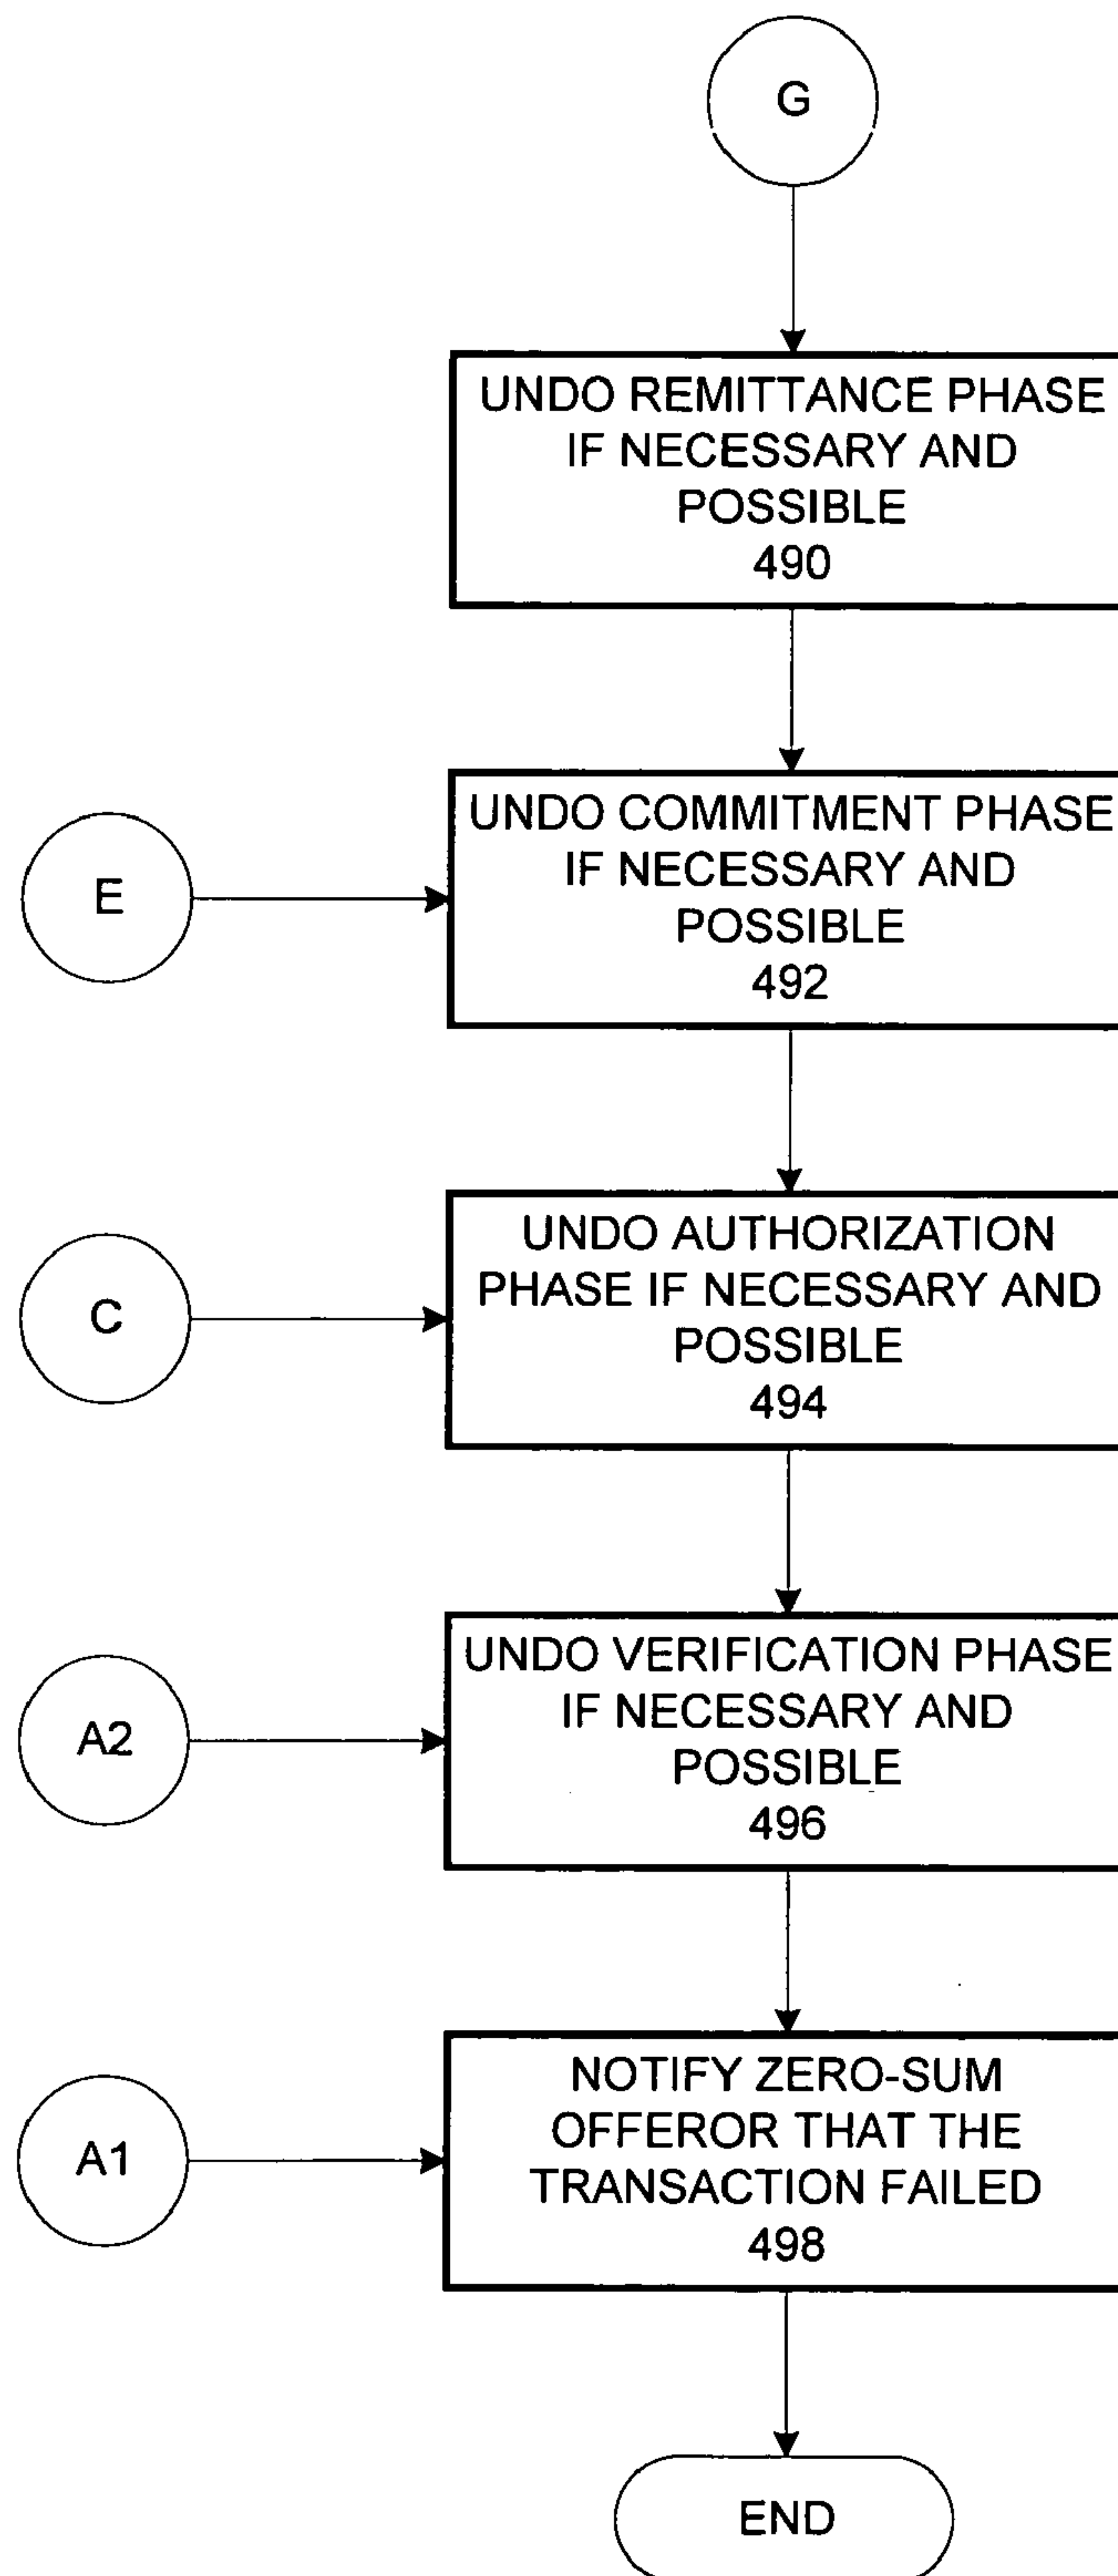 G
UNDO REMITTANCE PHASE
IF NECESSARY AND
POSSIBLE
490
E
UNDO COMMITMENT PHASE
IF NECESSARY AND
POSSIBLE
492
C
UNDO AUTHORIZATION
PHASE IF NECESSARY AND
POSSIBLE
494
A2
UNDO VERIFICATION PHASE
IF NECESSARY AND
POSSIBLE
496
A1
NOTIFY ZERO-SUM
OFFEROR THAT THE
TRANSACTION FAILED
498
END